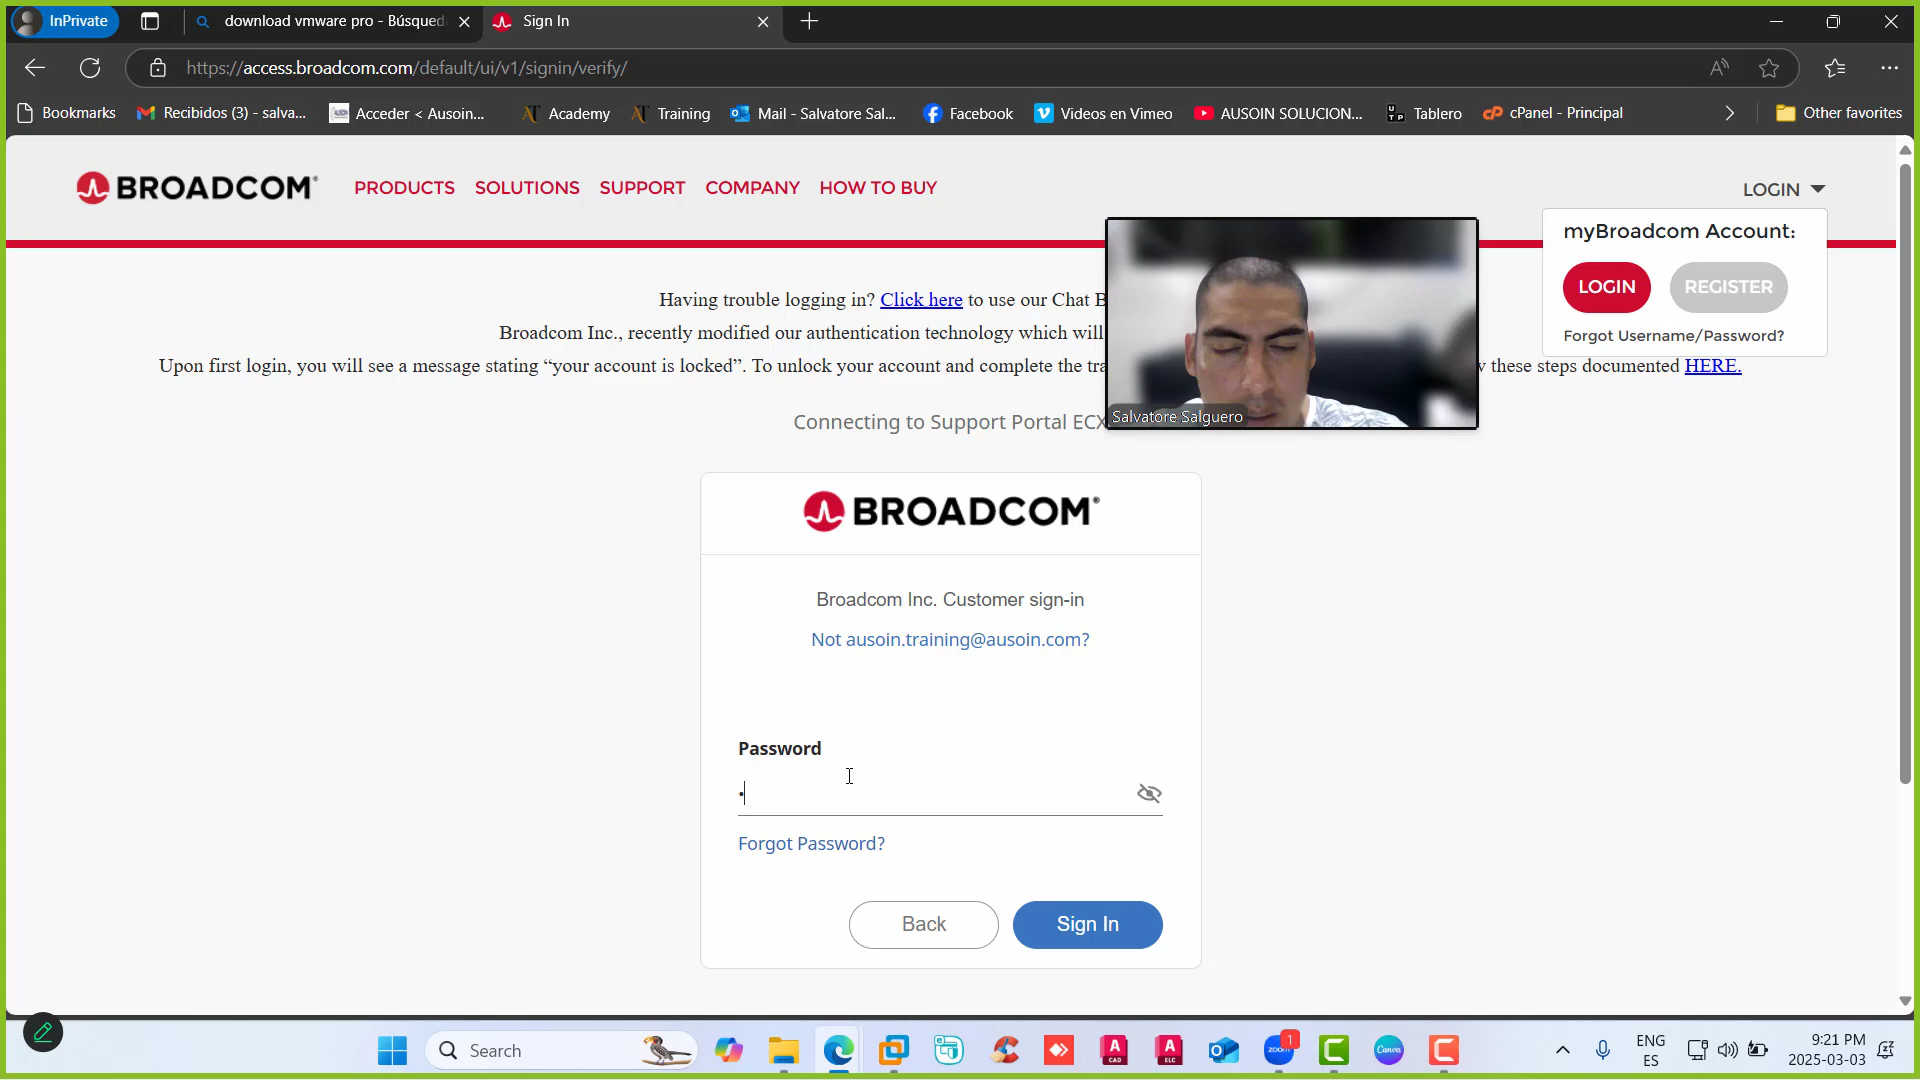 InPrivate
download vmware pro - Búsqued
Sign In
https://access.broadcom.com/default/ui/v1/signin/verify/
Bookmarks
Recibidos (3) - salva...
Acceder < Ausoin...
Academy
Training
Mail - Salvatore Sal...
Facebook
Videos en Vimeo
AUSOIN SOLUCION...
Tablero
cPanel - Principal
Other favorites
BROADCOM
PRODUCTS
SOLUTIONS
SUPPORT
COMPANY
HOW TO BUY
LOGIN
myBroadcom Account:
LOGIN
REGISTER
Forgot Username/Password?
Having trouble logging in? Click here to use our Chat B
Broadcom Inc., recently modified our authentication technology which will
Upon first login, you will see a message stating “your account is locked”. To unlock your account and complete the tra
these steps documented HERE.
Salvatore Salguero
Connecting to Support Portal ECX
BROADCOM®
Broadcom Inc. Customer sign-in
Not ausoin.training@ausoin.com?
Password
Forgot Password?
Back
Sign In
Search
CAD
ELC
zoom
1
Canva
ENG
ES
9:21 PM
2025-03-03